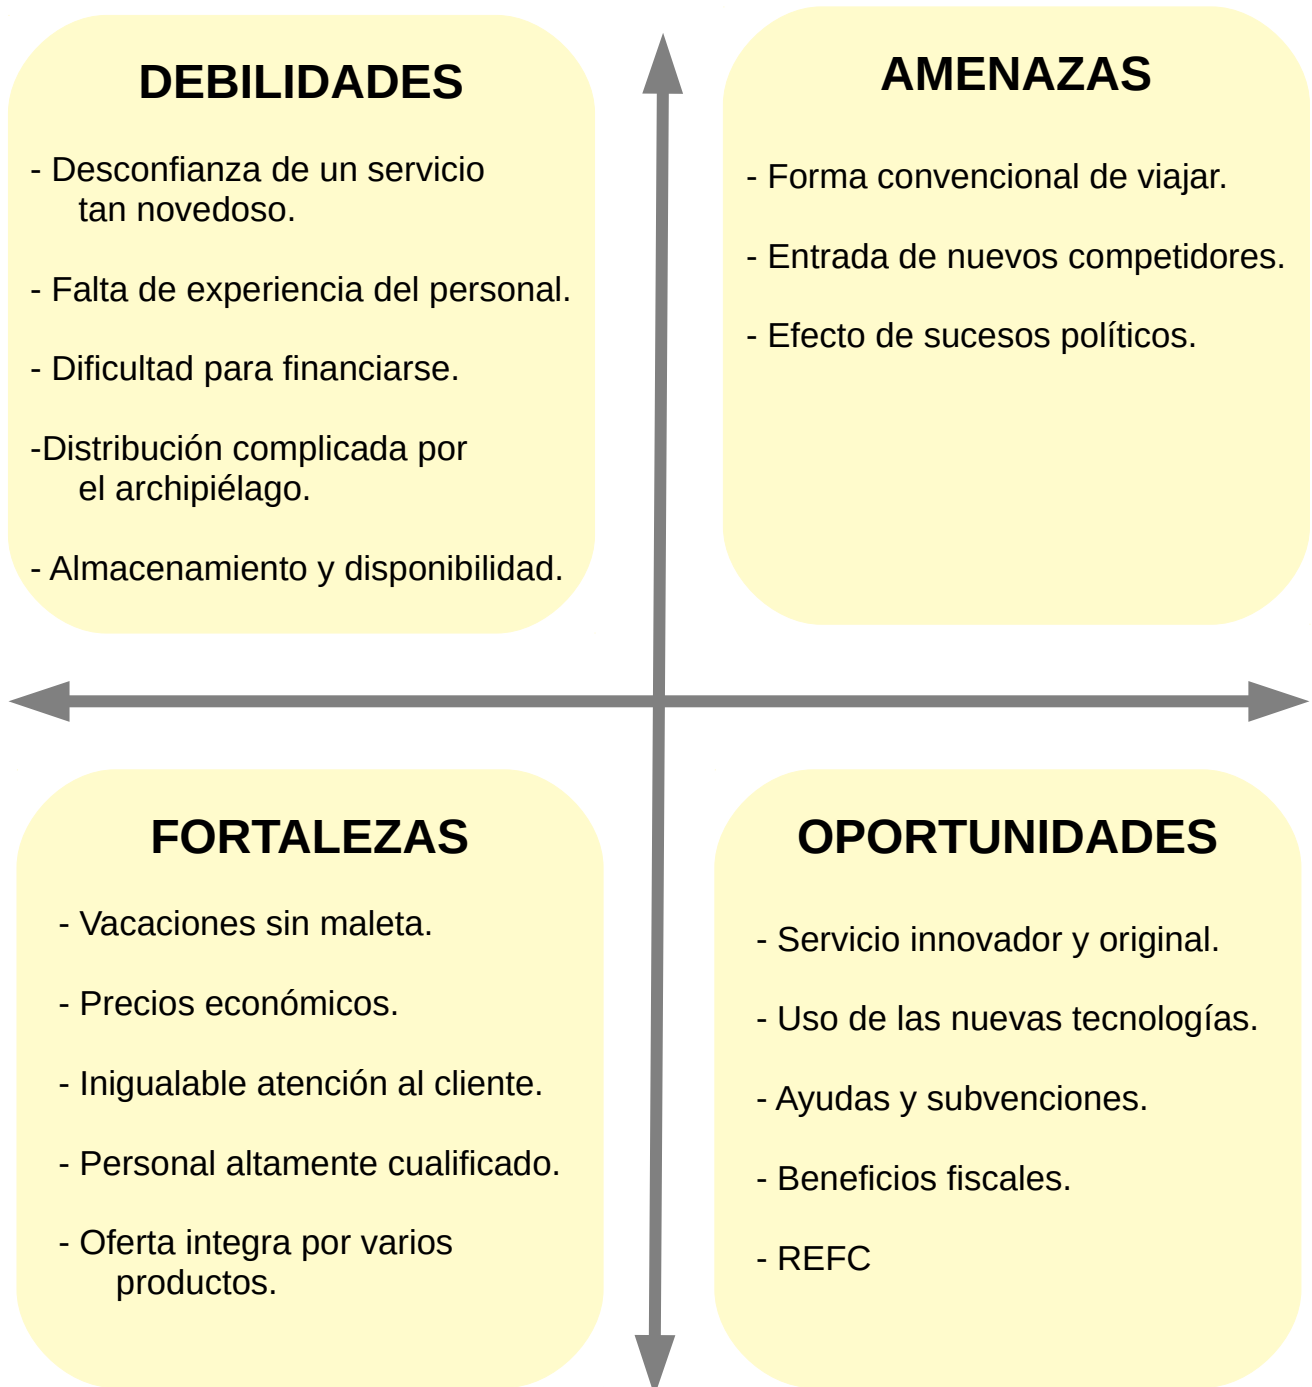 DEBILIDADES
- Desconfianza de un servicio
tan novedoso.
- Falta de experiencia del personal.
- Dificultad para financiarse.
-Distribución complicada por
el archipiélago.
- Almacenamiento y disponibilidad.
AMENAZAS
- Forma convencional de viajar.
- Entrada de nuevos competidores.
- Efecto de sucesos políticos.
FORTALEZAS
- Vacaciones sin maleta.
- Precios económicos.
- Inigualable atención al cliente.
- Personal altamente cualificado.
- Oferta integra por varios
productos.
OPORTUNIDADES
- Servicio innovador y original.
- Uso de las nuevas tecnologías.
- Ayudas y subvenciones.
- Beneficios fiscales.
- REFC